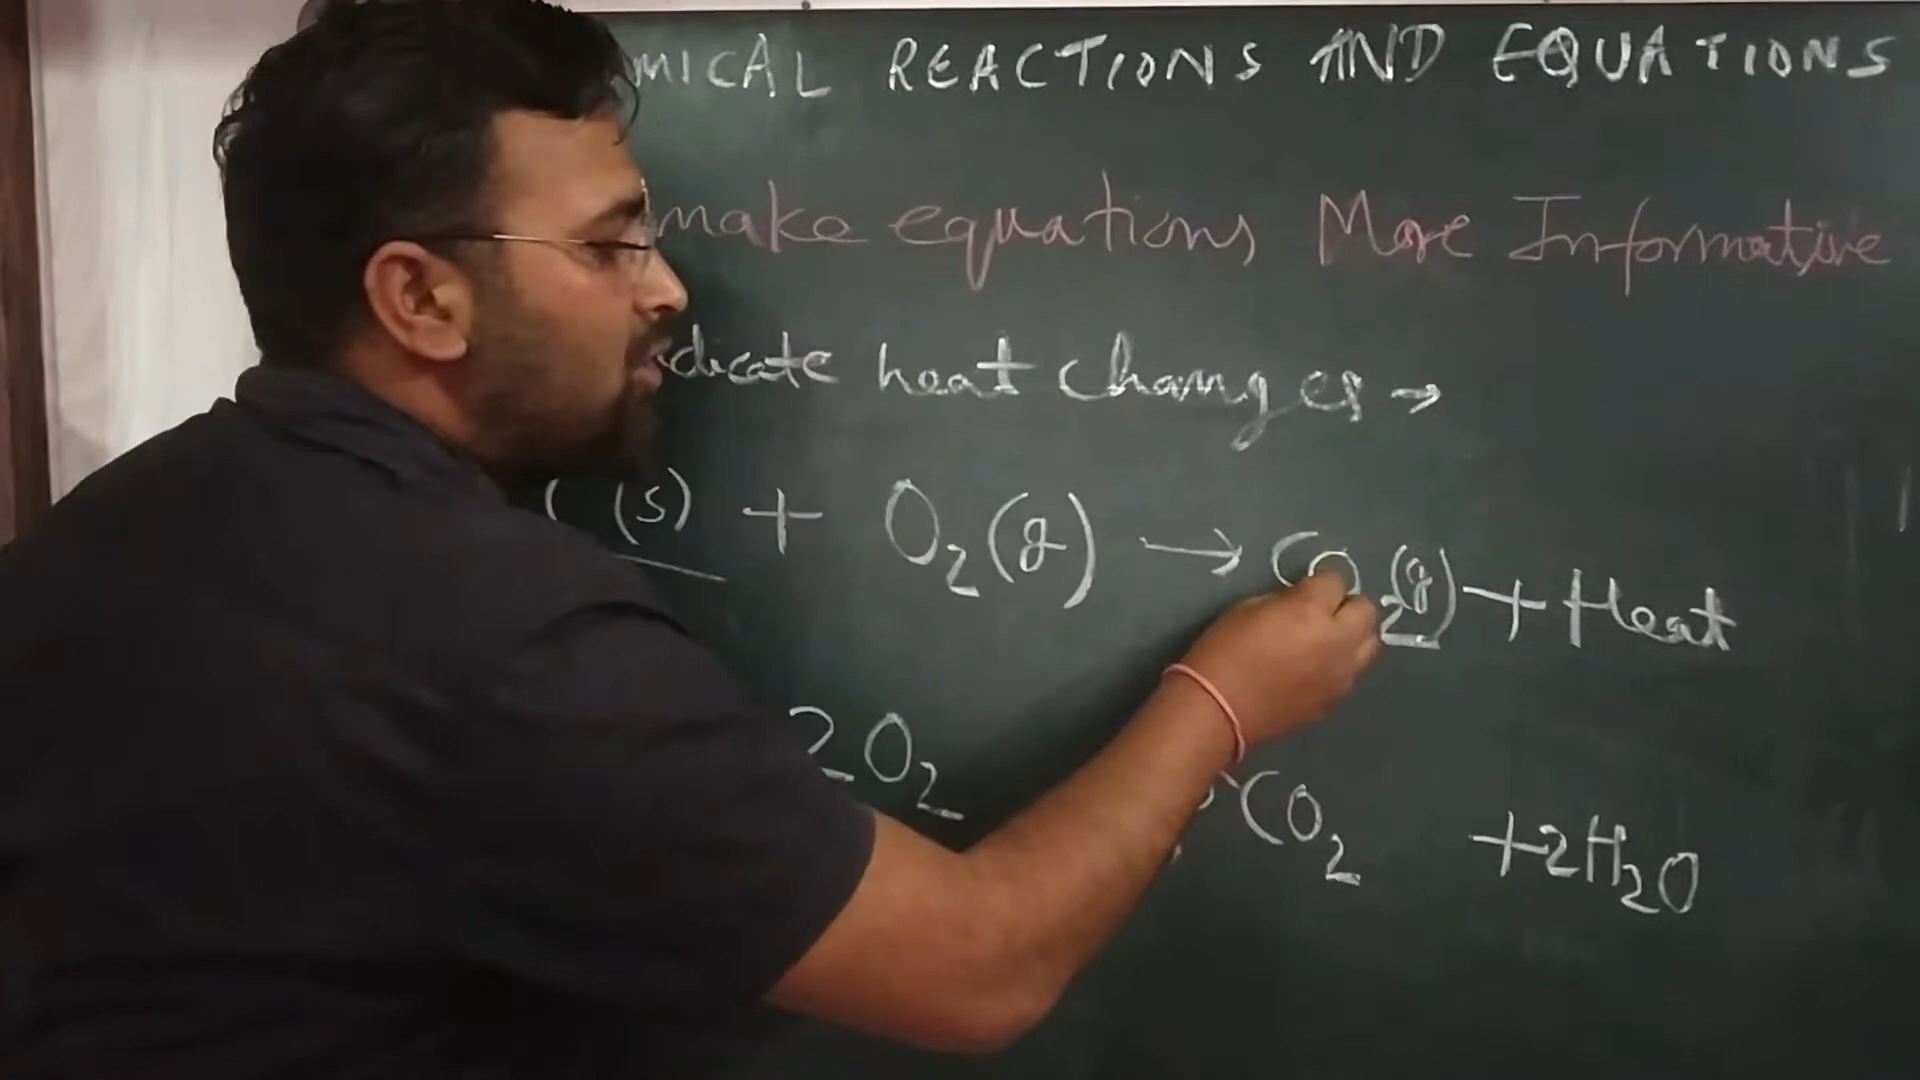 MICAL REACTIONS AND EQUATIONS
make equations More Informative
dicate heat changes →
C (s) + O₂(g) → CO₂(g) + Heat
2O₂ → CO₂ + 2H₂O